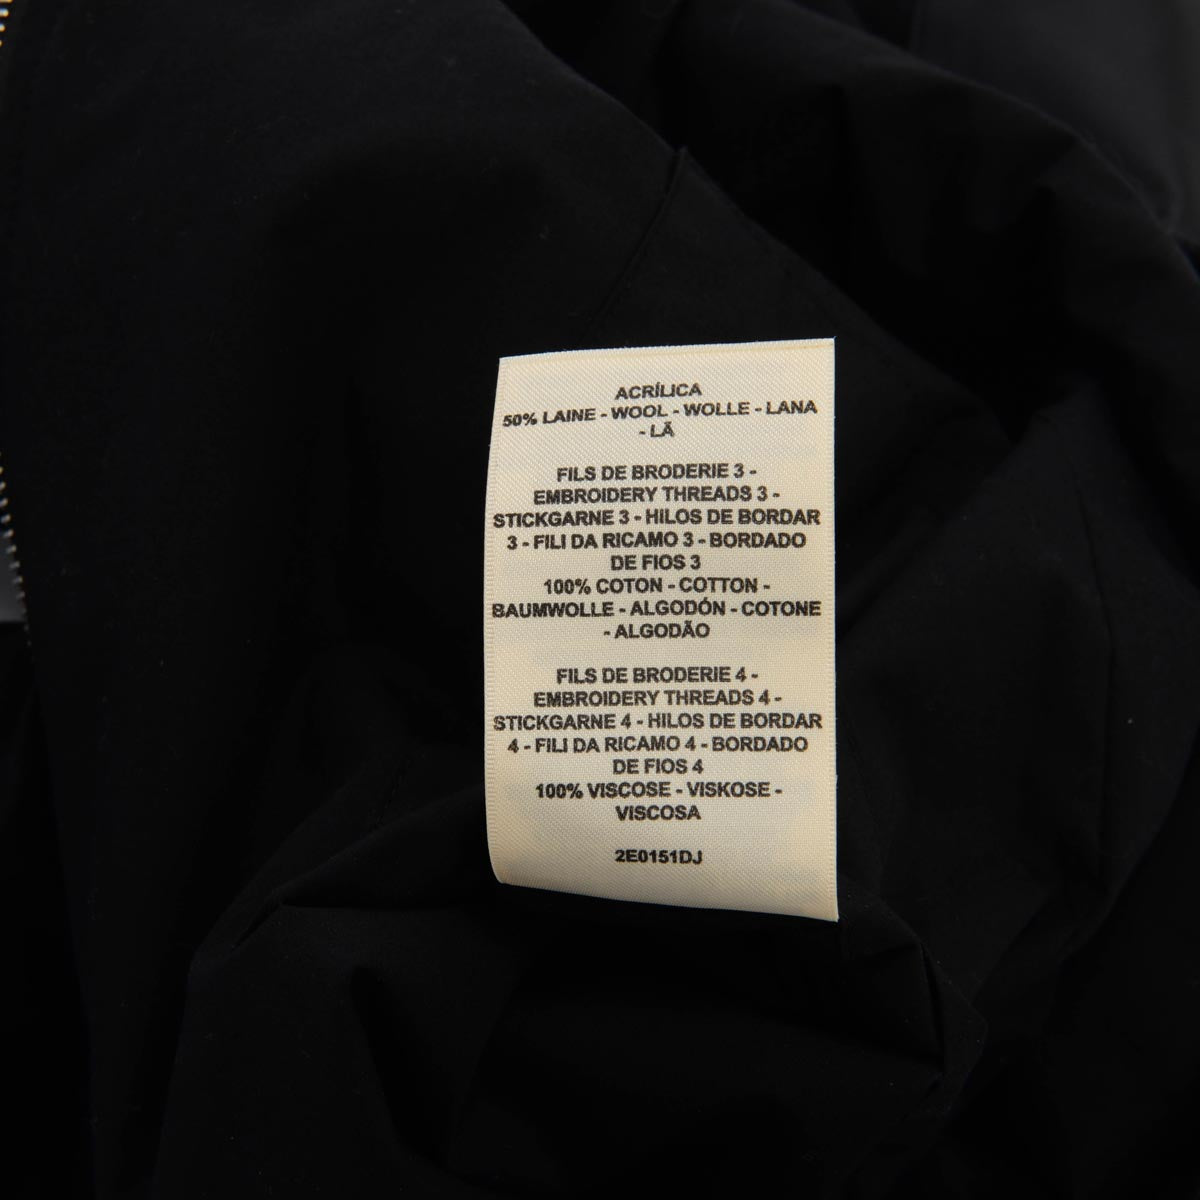 ACRÍLICA
50% LAINE - WOOL - WOLLE - LANA
- LÃ
FILS DE BRODERIE 3 -
EMBROIDERY THREADS 3 -
STICKGARNE 3 - HILOS DE BORDAR
3 - FILI DA RICAMO 3 - BORDADO
DE FIOS 3
100% COTON - COTTON -
BAUMWOLLE - ALGODÓN - COTONE
- ALGODÃO
FILS DE BRODERIE 4 -
EMBROIDERY THREADS 4 -
STICKGARNE 4 - HILOS DE BORDAR
4 - FILI DA RICAMO 4 - BORDADO
DE FIOS 4
100% VISCOSE - VISKOSE -
VISCOSA
2E0151DJ